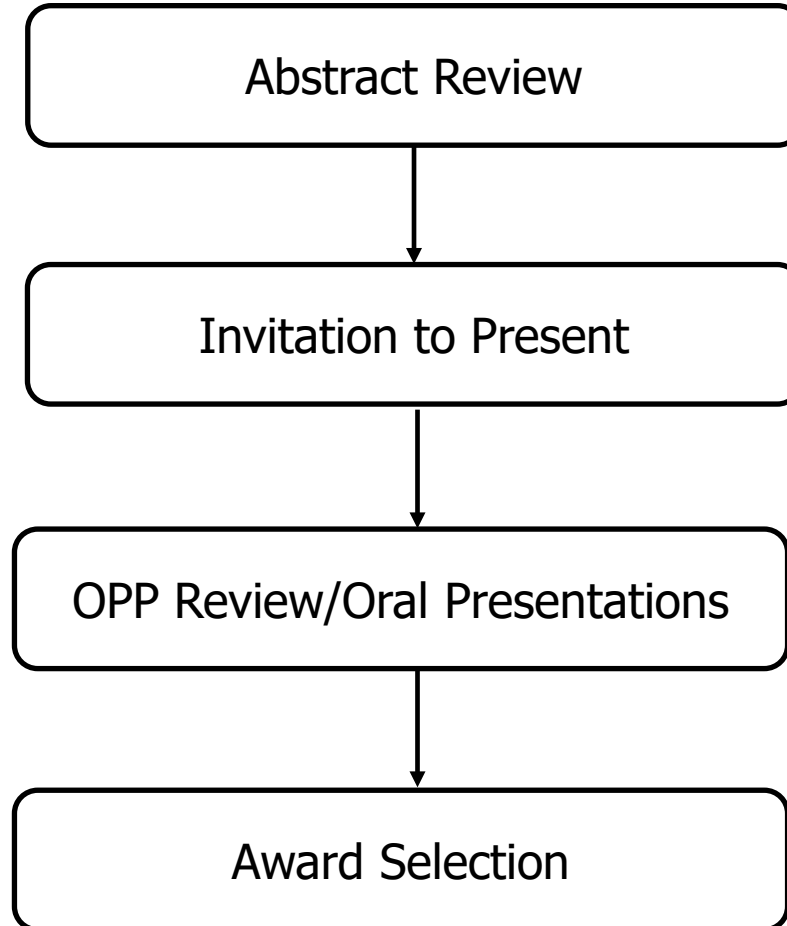 Abstract Review
Invitation to Present
OPP Review/Oral Presentations
Award Selection